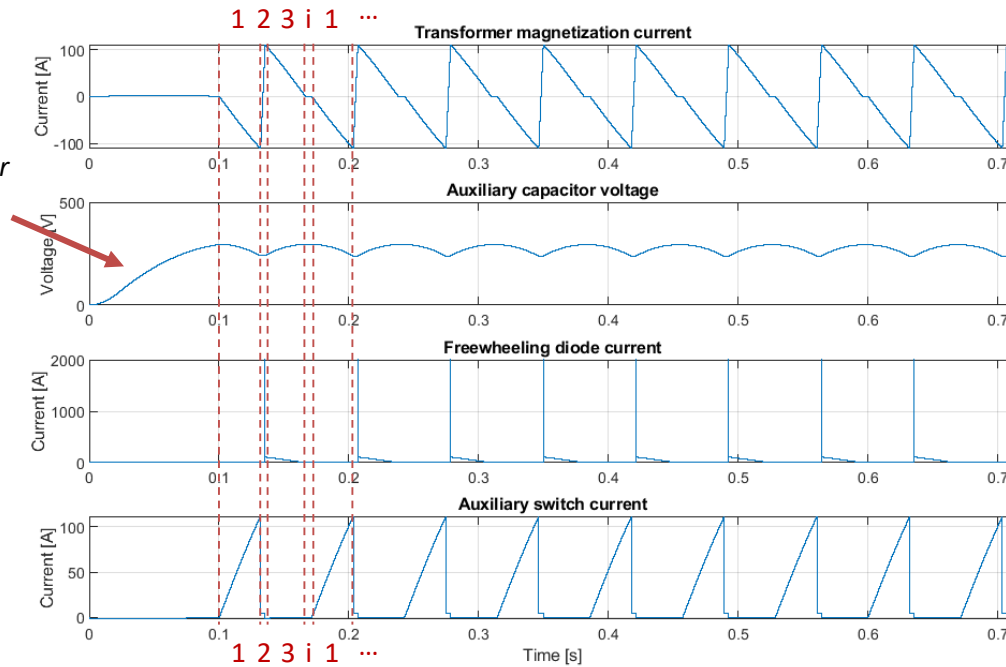 1 2 3 i 1 ...
Transformer magnetization current
Current [A]
100
0
-100
0 0.1 0.2 0.3 0.4 0.5 0.6 0.7
r
Auxiliary capacitor voltage
Voltage [V]
500
0
0 0.1 0.2 0.3 0.4 0.5 0.6 0.7
Freewheeling diode current
Current [A]
2000
1000
0
0 0.1 0.2 0.3 0.4 0.5 0.6 0.7
Auxiliary switch current
Current [A]
100
50
0
0 0.1 0.2 0.3 0.4 0.5 0.6 0.7
1 2 3 i 1 ...
Time [s]